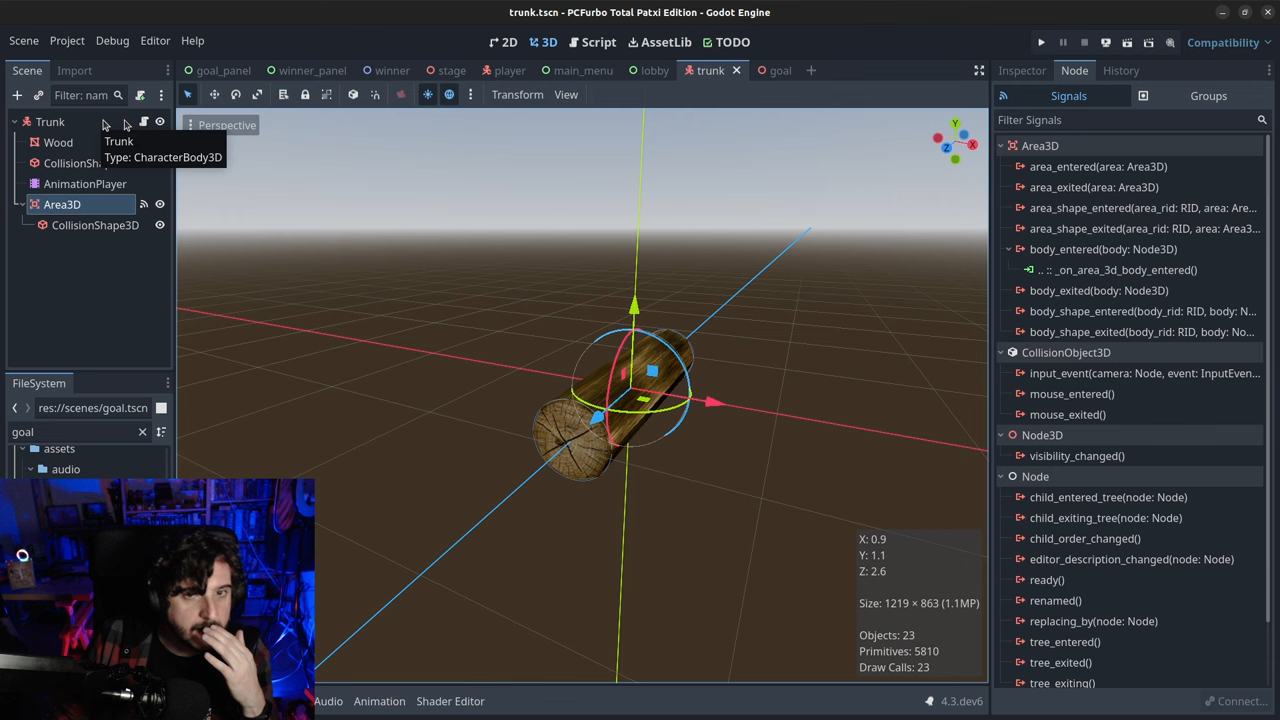 trunk.tscn - PCFurbo Total Patxi Edition - Godot Engine
Scene Project Debug Editor Help
2D 3D Script AssetLib TODO
Compatibility
Scene Import
goal_panel winner_panel winner stage player main_menu lobby trunk goal
Inspector Node History
Filter: nam
Transform View
Signals Groups
Filter Signals
Trunk
Perspective
Trunk
Type: CharacterBody3D
Wood
CollisionSha
AnimationPlayer
Area3D
CollisionShape3D
Y
X
Z
Area3D
area_entered(area: Area3D)
area_exited(area: Area3D)
area_shape_entered(area_rid: RID, area: Are...
area_shape_exited(area_rid: RID, area: Area3...
body_entered(body: Node3D)
.. :: _on_area_3d_body_entered()
body_exited(body: Node3D)
body_shape_entered(body_rid: RID, body: N...
body_shape_exited(body_rid: RID, body: No...
CollisionObject3D
input_event(camera: Node, event: InputEven...
mouse_entered()
mouse_exited()
Node3D
visibility_changed()
Node
child_entered_tree(node: Node)
child_exiting_tree(node: Node)
child_order_changed()
editor_description_changed(node: Node)
ready()
renamed()
replacing_by(node: Node)
tree_entered()
tree_exited()
tree_exiting()
Connect...
FileSystem
res://scenes/goal.tscn
goal
assets
audio
X: 0.9
Y: 1.1
Z: 2.6
Size: 1219 × 863 (1.1MP)
Objects: 23
Primitives: 5810
Draw Calls: 23
Audio Animation Shader Editor
4.3.dev6